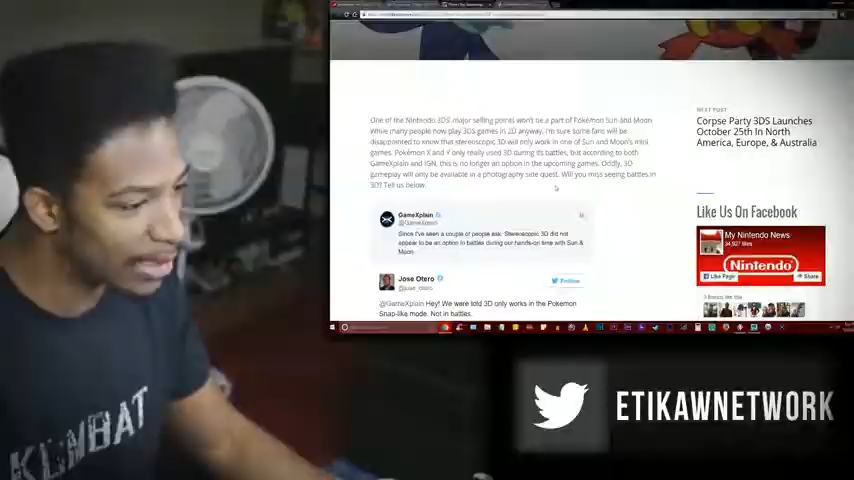 One of the Nintendo 3DS' major selling points won't be a part of Pokémon Sun and Moon
While many people now play 3DS games in 2D anyway, I'm sure some fans will be
disappointed to know that stereoscopic 3D will only work in one of Sun and Moon's mini
games. Pokémon X and Y only really used 3D during its battles, but according to both
GameXplain and IGN, this is no longer an option in the upcoming games. Oddly, 3D
gameplay will only be available in a photography side quest. Will you miss seeing battles in
3D? Tell us below.
GameXplain
@GameXplain
Since I've seen a couple of people ask: Stereoscopic 3D did not
appear to be an option in battles during our hands-on time with Sun &
Moon.
Jose Otero
@jose_otero
Follow
@GameXplain Hey! We were told 3D only works in the Pokemon
Snap-like mode. Not in battles.
NEXT POST
Corpse Party 3DS Launches
October 25th In North
America, Europe, & Australia
Like Us On Facebook
My Nintendo News
34,927 likes
Nintendo
Like Page
Share
KOMBAT
ETIKAWNETWORK